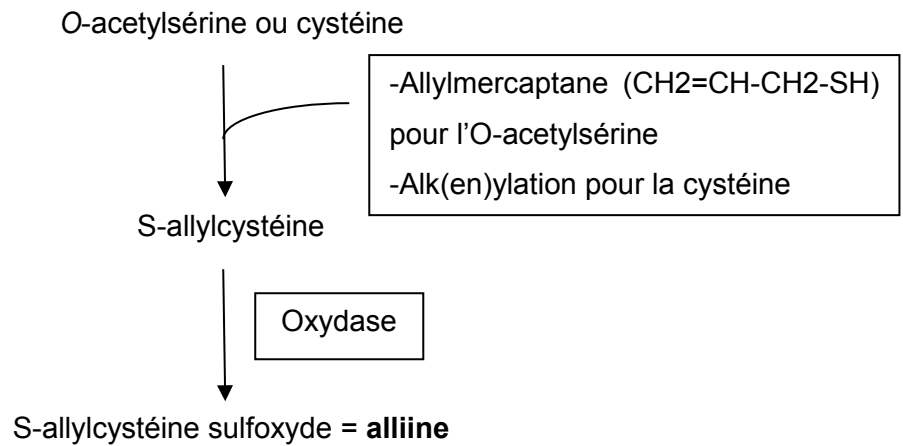 O-acetylsérine ou cystéine
-Allylmercaptane (CH2=CH-CH2-SH)
pour l'O-acetylsérine
-Alk(en)ylation pour la cystéine
S-allylcystéine
Oxydase
S-allylcystéine sulfoxyde = alliine